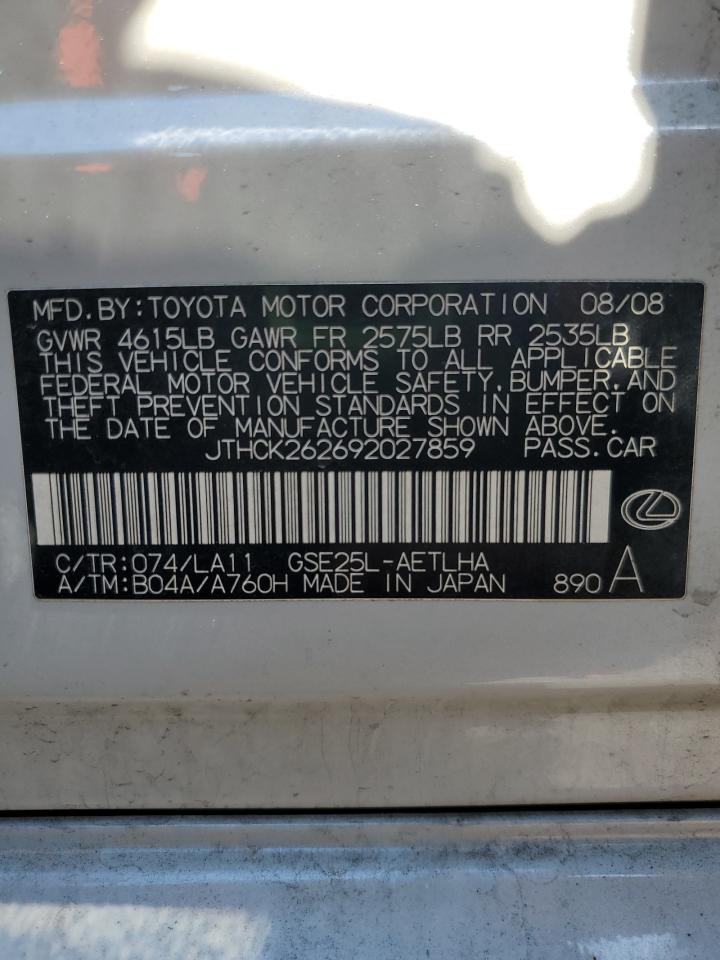 MFD.BY:TOYOTA MOTOR CORPORATION 08/08
GVWR 4615LB GAWR FR 2575LB RR 2535LB
THIS VEHICLE CONFORMS TO ALL APPLICABLE
FEDERAL MOTOR VEHICLE SAFETY,BUMPER,AND
THEFT PREVENTION STANDARDS IN EFFECT ON
THE DATE OF MANUFACTURE SHOWN ABOVE.
JTHCK262692027859 PASS.CAR
C/TR:074/LA11 GSE25L-AETLHA
A/TM:B04A/A760H MADE IN JAPAN 890 A